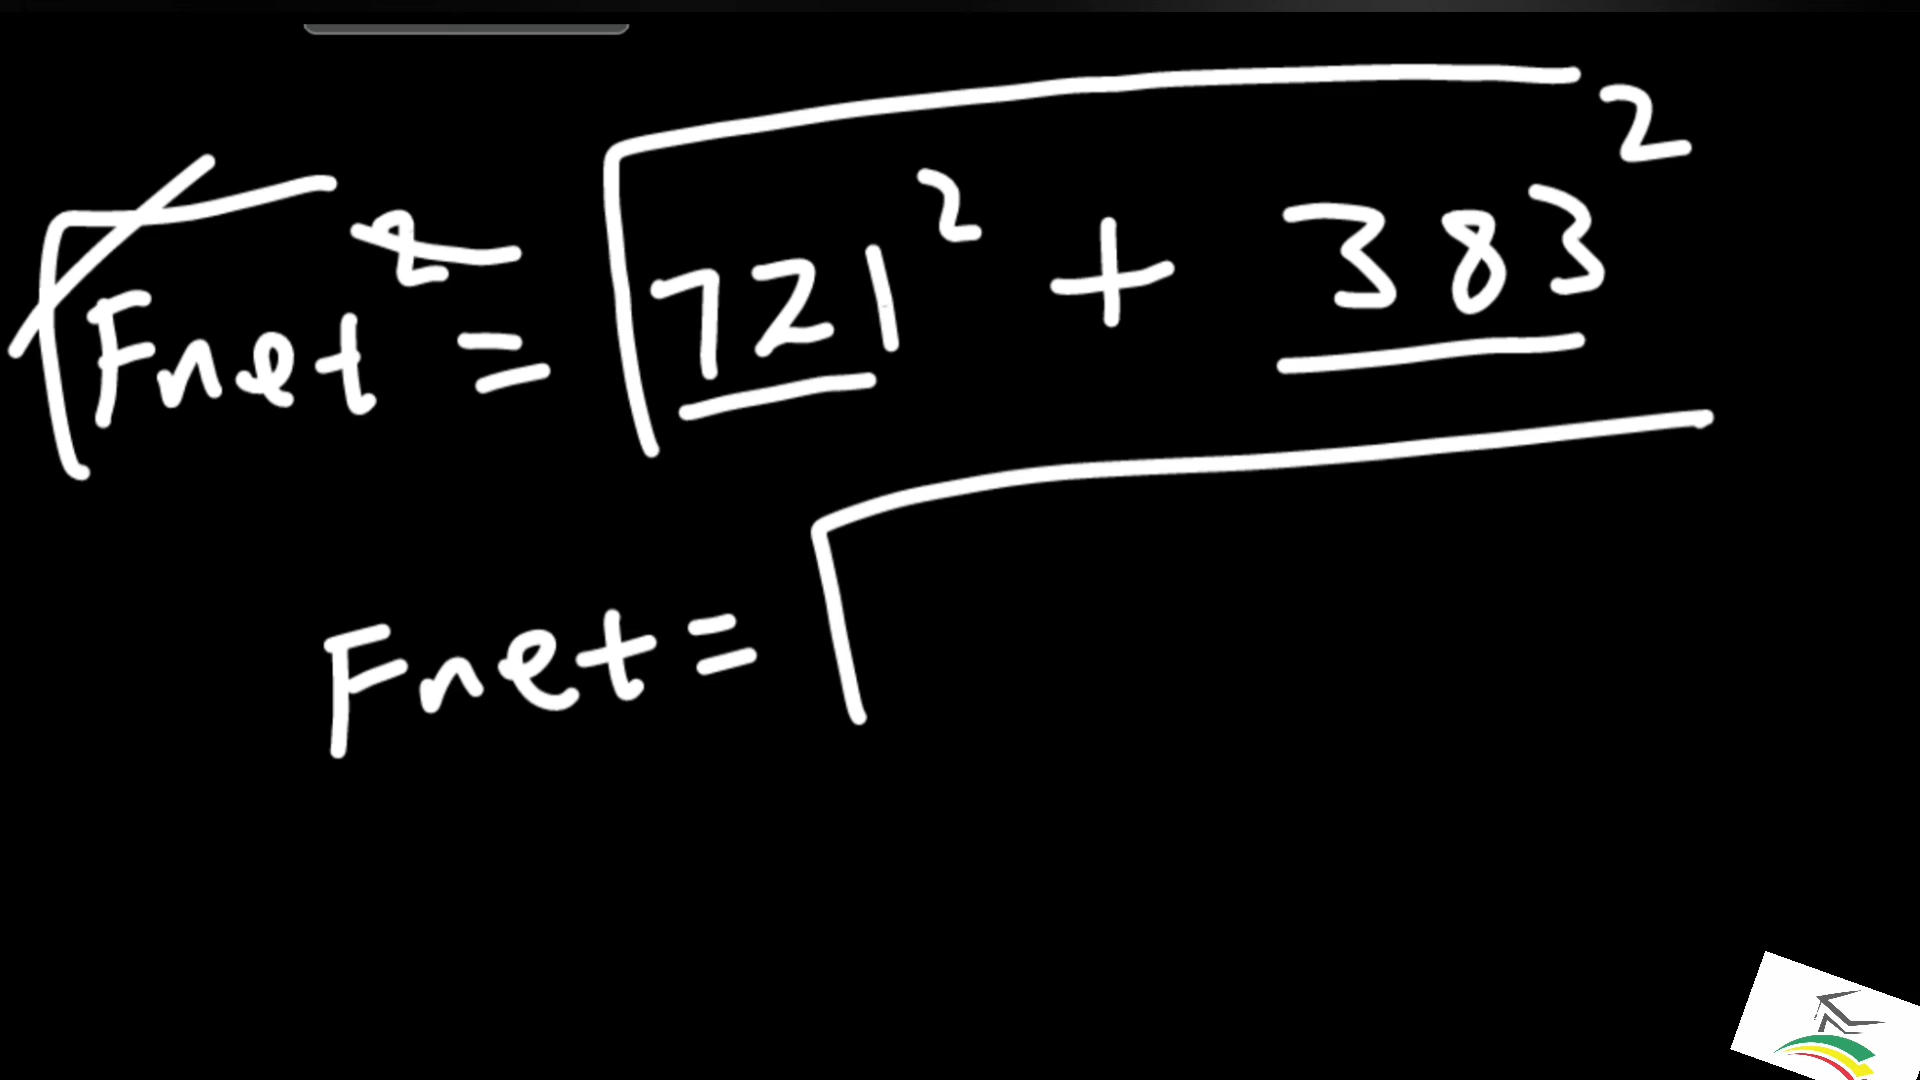 √Fnet² = √721² + 383²
Fnet = √